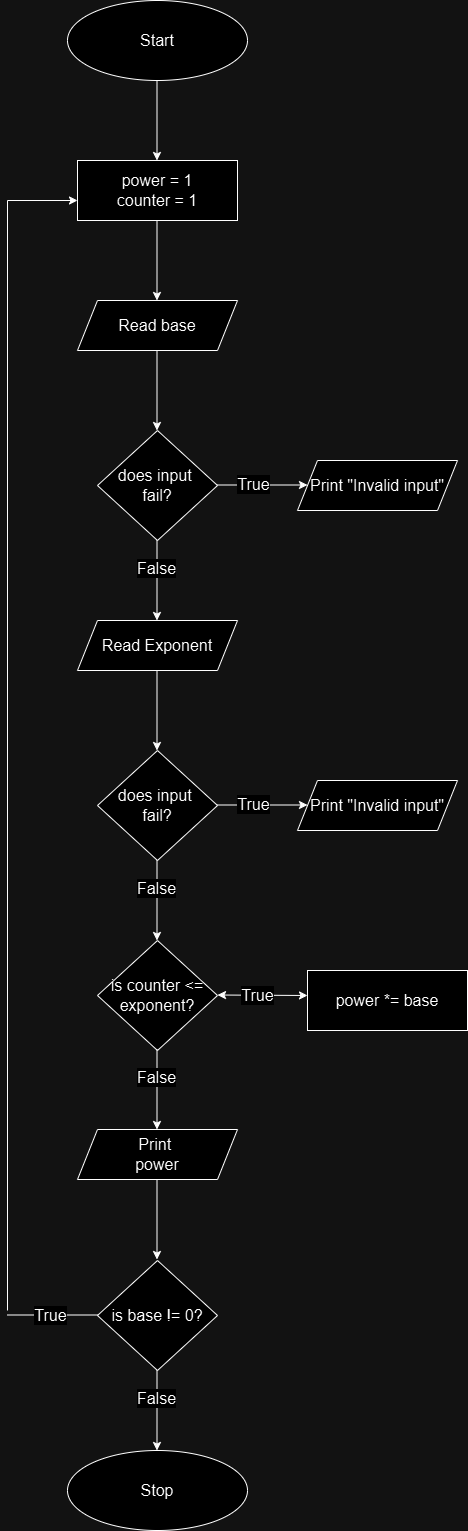 Start
power = 1
counter = 1
Read base
does input
fail?
True
Print "Invalid input"
False
Read Exponent
does input
fail?
True
Print "Invalid input"
False
is counter <=
exponent?
True
power *= base
False
Print
power
is base != 0?
True
False
Stop